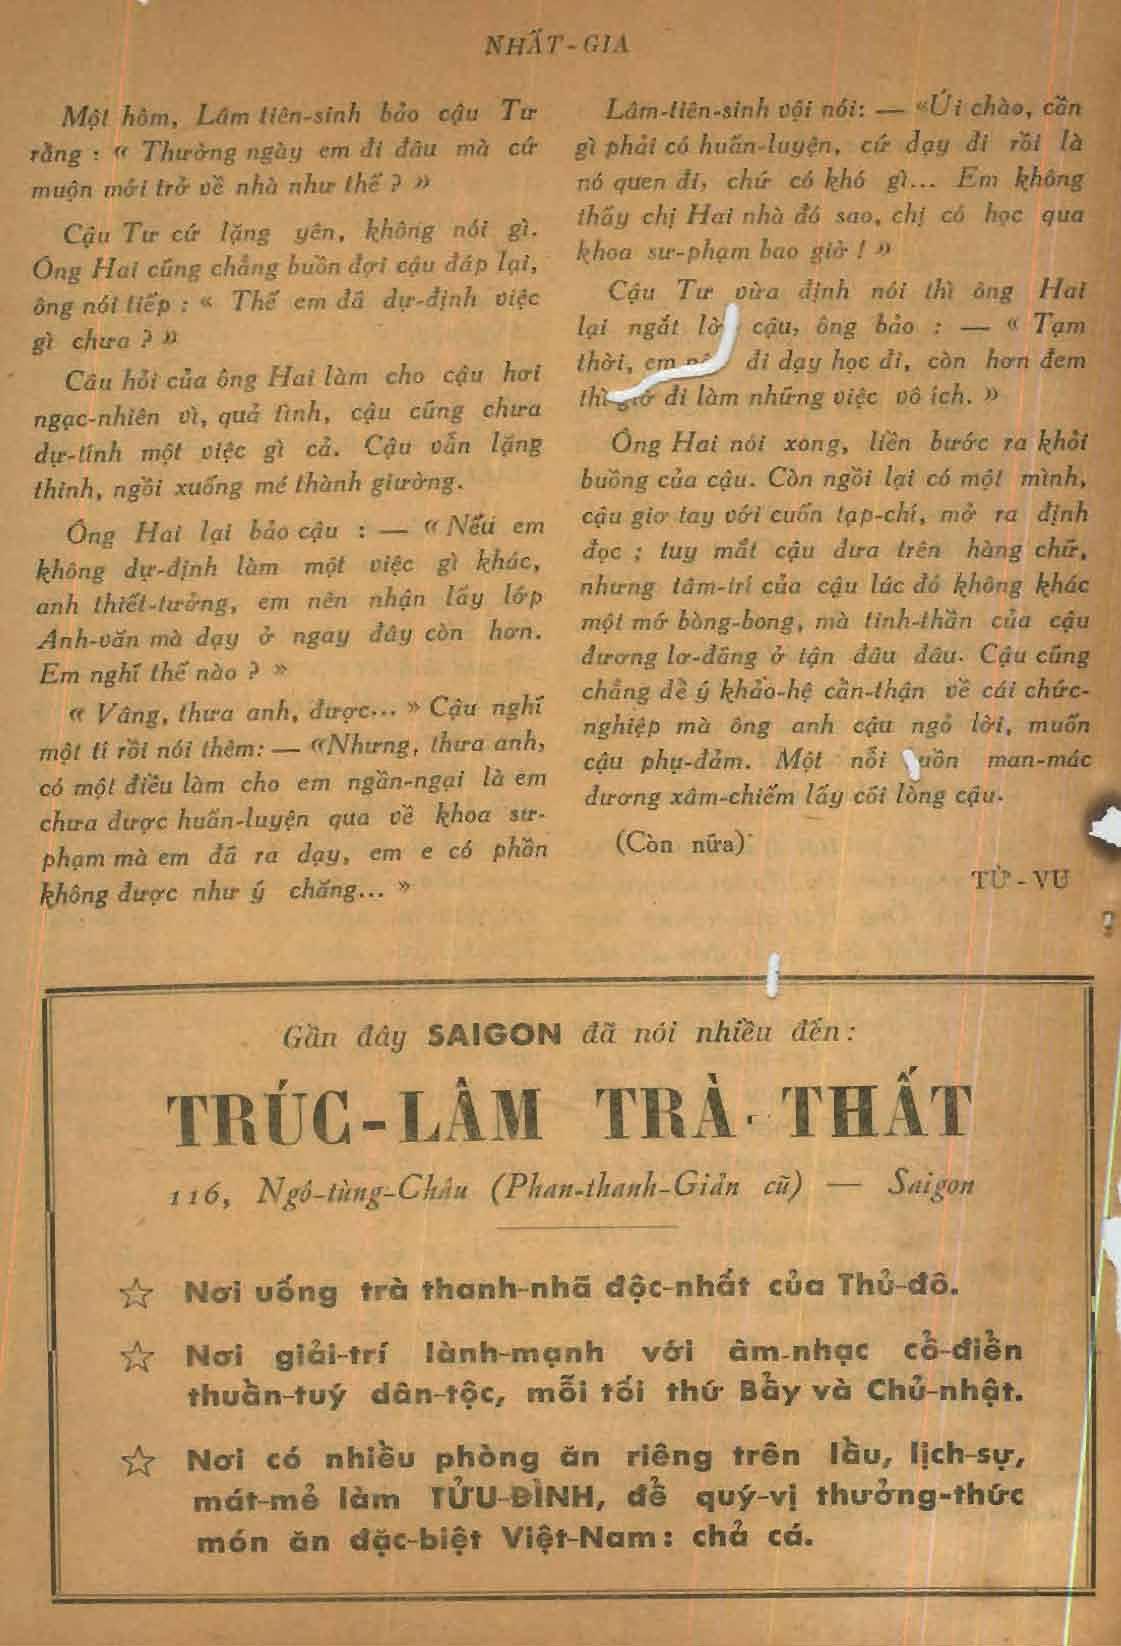 NHẤT-GIA
Một hôm, Lâm tiên-sinh bảo cậu Tư
rằng : « Thường ngày em đi đâu mà cứ
muộn mới trở về nhà như thế ? »
Cậu Tư cứ lặng yên, không nói gì.
Ông Hai cũng chẳng buồn đợi cậu đáp lại,
ông nói tiếp : « Thế em đã dự-định việc
gì chưa ? »
Câu hỏi của ông Hai làm cho cậu hơi
ngạc-nhiên vì, quả tình, cậu cũng chưa
dự-tính một việc gì cả. Cậu vẫn lặng
thinh, ngồi xuống mé thành giường.
Ông Hai lại bảo cậu : — « Nếu em
không dự-định làm một việc gì khác,
anh thiết-tưởng, em nên nhận lấy lớp
Anh-văn mà dạy ở ngay đây còn hơn.
Em nghĩ thế nào ? »
« Vâng, thưa anh, được... » Cậu nghĩ
một tí rồi nói thêm: — «Nhưng, thưa anh,
có một điều làm cho em ngần-ngại là em
chưa được huấn-luyện qua về khoa sư-
phạm mà em đã ra dạy, em e có phần
không được như ý chăng... »
Lâm-tiên-sinh vội nói: — «Úi chào, cần
gì phải có huấn-luyện, cứ dạy đi rồi là
nó quen đi, chứ có khó gì... Em không
thấy chị Hai nhà đó sao, chị có học qua
khoa sư-phạm bao giờ ! »
Cậu Tư vừa định nói thì ông Hai
lại ngắt cậu, ông bảo : — « Tạm
thời, em đi dạy học đi, còn hơn đem
thì giờ đi làm những việc vô ích. »
Ông Hai nói xong, liền bước ra khỏi
buồng của cậu. Còn ngồi lại có một mình,
cậu giơ tay với cuốn tạp-chí, mở ra định
đọc ; tuy mắt cậu đưa trên hàng chữ,
nhưng tâm-trí của cậu lúc đó không khác
một mớ bòng-bong, mà tinh-thần của cậu
đương lơ-đãng ở tận đâu đâu. Cậu cũng
chẳng để ý khảo-hệ cần-thận về cái chức-
nghiệp mà ông anh cậu ngỏ lời, muốn
cậu phụ-đảm. Một nỗi buồn man-mác
đương xâm-chiếm lấy cõi lòng cậu.
(Còn nữa)
TỪ - VU
Gần đây SAIGON đã nói nhiều đến :
TRÚC-LÂM TRÀ-THẤT
116, Ngô-tùng-Châu (Phan-thanh-Giản cũ) — Saigon
☆ Nơi uống trà thanh-nhã độc-nhất của Thủ-đô.
☆ Nơi giải-trí lành-mạnh với âm-nhạc cổ-điển
thuần-tuý dân-tộc, mỗi tối thứ Bẩy và Chủ-nhật.
☆ Nơi có nhiều phòng ăn riêng trên lầu, lịch-sự,
mát-mẻ làm TỬU-ĐÌNH, để quý-vị thưởng-thức
món ăn đặc-biệt Việt-Nam : chả cá.